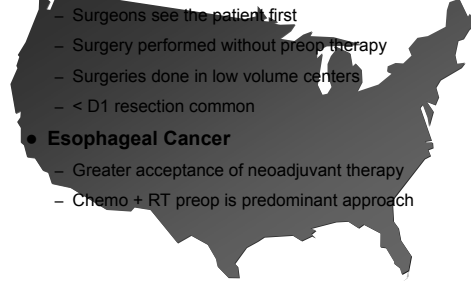 – Surgeons see the patient first
– Surgery performed without preop therapy
– Surgeries done in low volume centers
– < D1 resection common
● Esophageal Cancer
– Greater acceptance of neoadjuvant therapy
– Chemo + RT preop is predominant approach